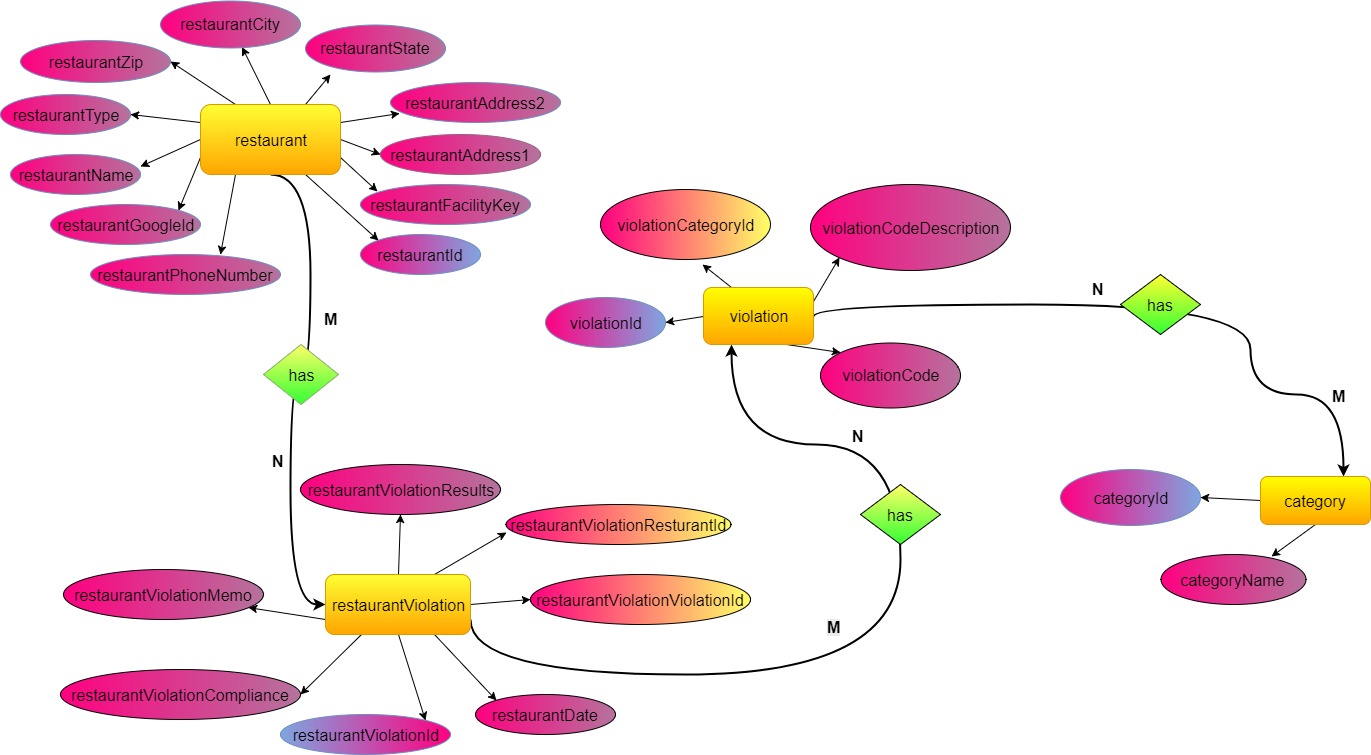 restaurantCity
restaurantState
restaurantZip
restaurantAddress2
restaurantType
restaurant
restaurantAddress1
restaurantName
restaurantFacilityKey
restaurantGoogleId
restaurantId
restaurantPhoneNumber
violationCategoryId
violationCodeDescription
N
has
violationId
violation
M
has
violationCode
M
N
N
restaurantViolationResults
categoryId
category
has
restaurantViolationResturantId
categoryName
restaurantViolationMemo
restaurantViolation
restaurantViolationViolationId
M
restaurantViolationCompliance
restaurantDate
restaurantViolationId